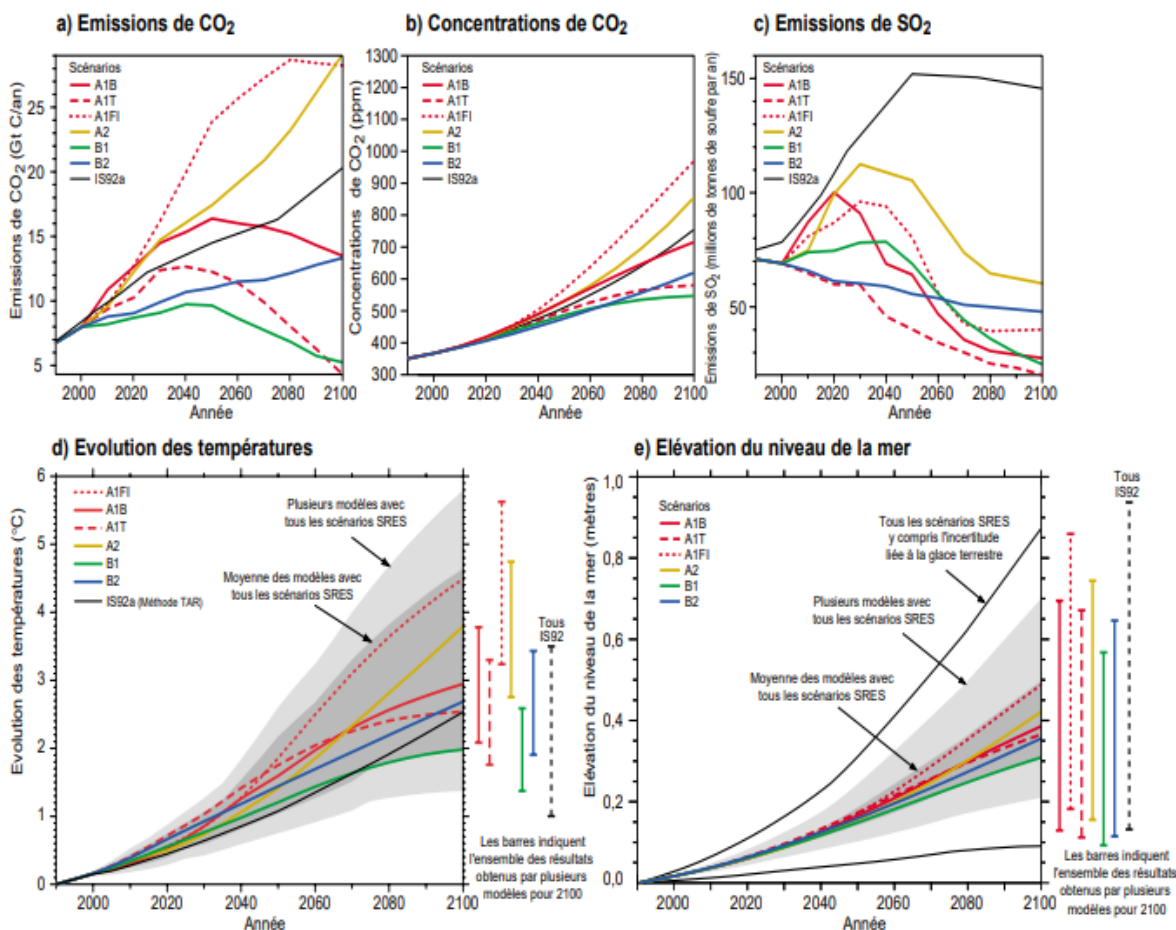 a) Emissions de CO₂
Emissions de CO₂ (Gt C/an)
25
20
15
10
5
Scénarios
A1B
A1T
A1FI
A2
B1
B2
IS92a
2000 2020 2040 2060 2080 2100
Année
b) Concentrations de CO₂
Concentrations de CO₂ (ppm)
1300
1200
1100
1000
900
800
700
600
500
400
300
Scénarios
A1B
A1T
A1FI
A2
B1
B2
IS92a
2000 2020 2040 2060 2080 2100
Année
c) Emissions de SO₂
Emissions de SO₂ (millions de tonnes de soufre par an)
150
100
50
Scénarios
A1B
A1T
A1FI
A2
B1
B2
IS92a
2000 2020 2040 2060 2080 2100
Année
d) Evolution des températures
Evolution des températures (°C)
6
5
4
3
2
1
0
A1FI
A1B
A1T
A2
B1
B2
IS92a (Méthode TAR)
Plusieurs modèles avec
tous les scénarios SRES
Moyenne des modèles avec
tous les scénarios SRES
Tous
IS92
Les barres indiquent
l'ensemble des résultats
obtenus par plusieurs
modèles pour 2100
2000 2020 2040 2060 2080 2100
Année
e) Elévation du niveau de la mer
Elévation du niveau de la mer (mètres)
1,0
0,8
0,6
0,4
0,2
0,0
Scénarios
A1B
A1T
A1FI
A2
B1
B2
Tous les scénarios SRES
y compris l'incertitude
liée à la glace terrestre
Plusieurs modèles avec
tous les scénarios SRES
Moyenne des modèles avec
tous les scénarios SRES
Tous
IS92
Les barres indiquent
l'ensemble des résultats
obtenus par plusieurs
modèles pour 2100
2000 2020 2040 2060 2080 2100
Année